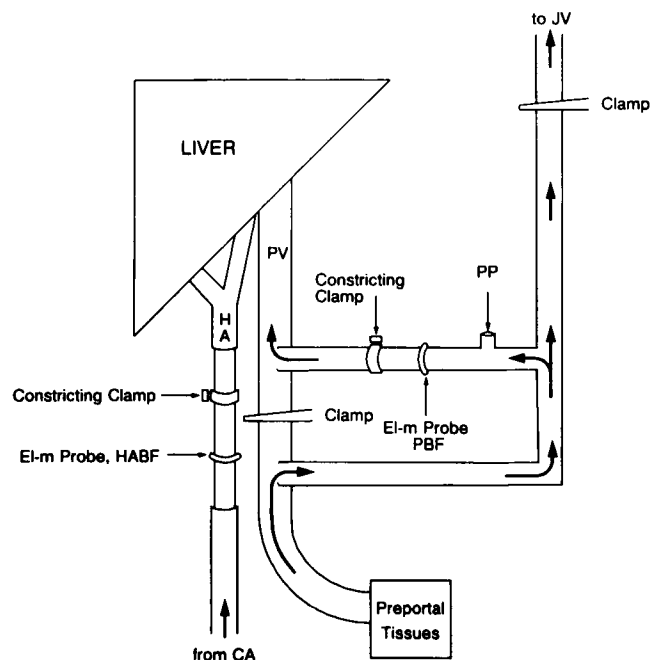 to JV
Clamp
LIVER
PV
Constricting
Clamp
PP
H
A
Constricting Clamp
Clamp
El-m Probe
PBF
El-m Probe, HABF
Preportal
Tissues
from CA